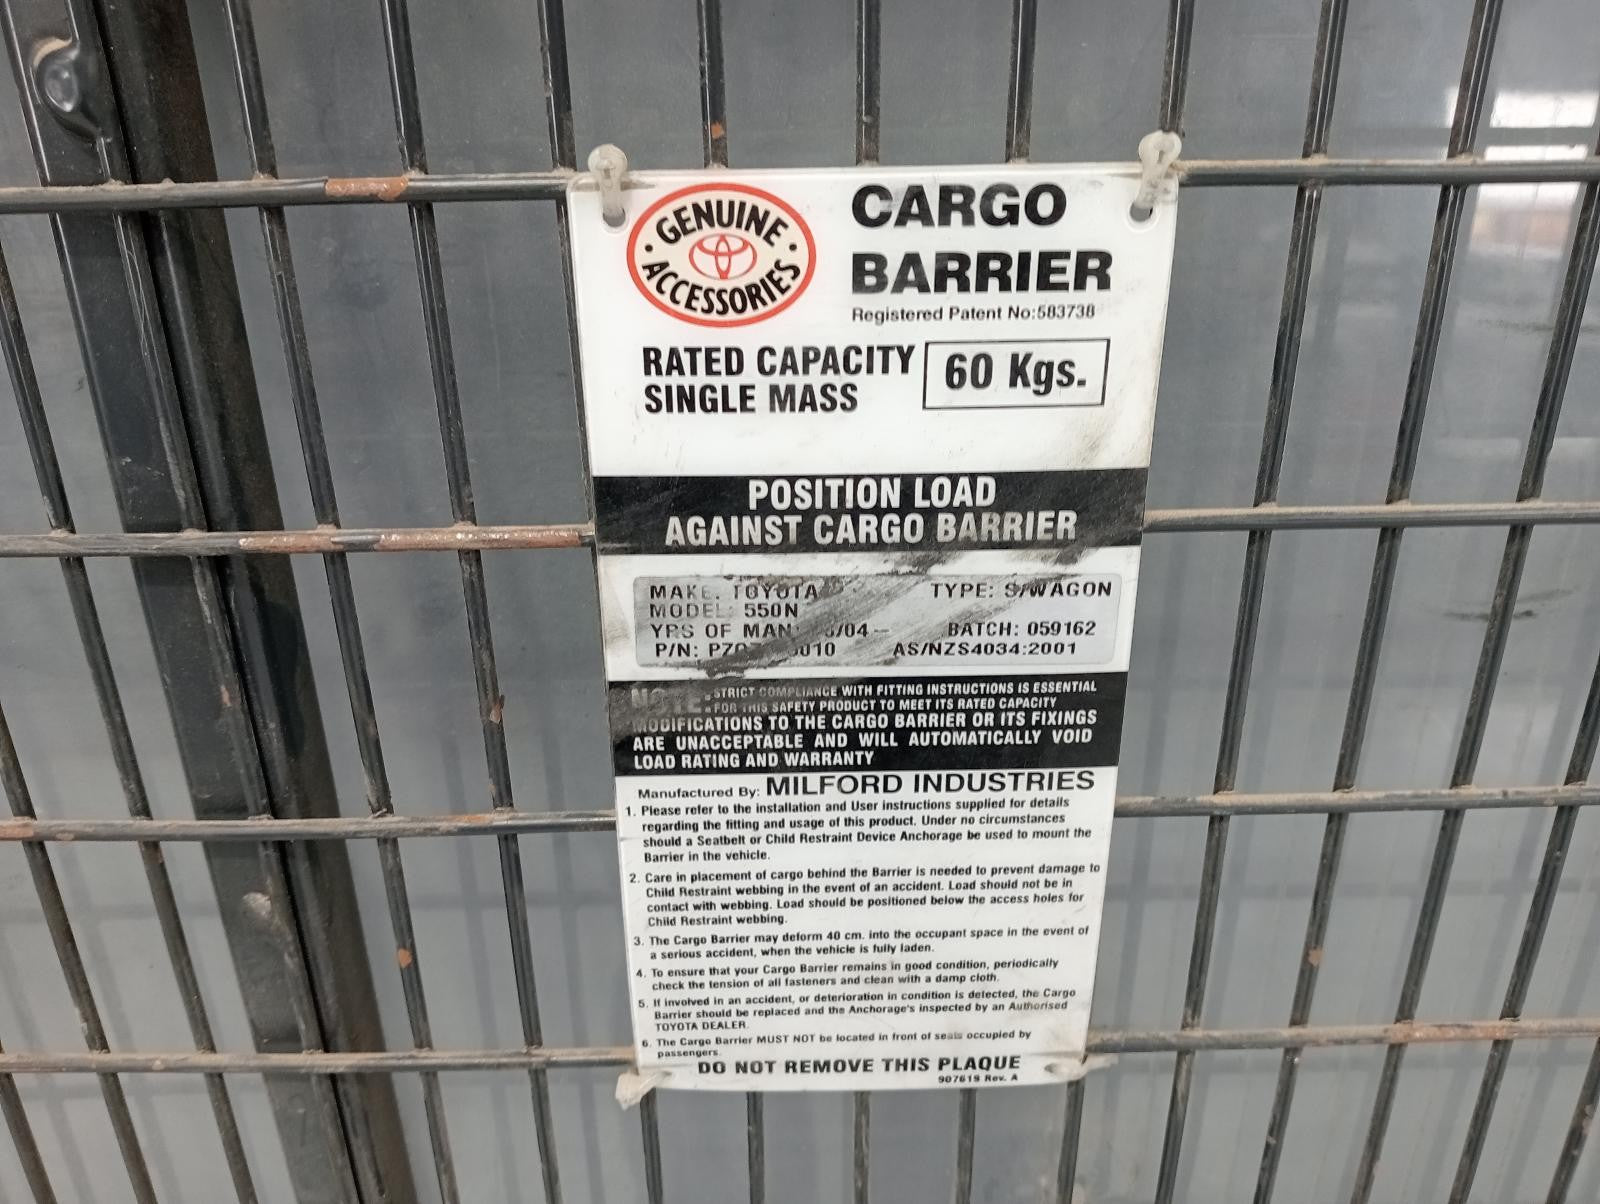 GENUINE
ACCESSORIES
CARGO
BARRIER
Registered Patent No:583738
RATED CAPACITY
SINGLE MASS
60 Kgs.
POSITION LOAD
AGAINST CARGO BARRIER
MAKE: TOYOTA TYPE: S/WAGON
MODEL: 550N
YRS OF MAN: /04- BATCH: 059162
P/N: AS/NZS4034:2001
NOTE: STRICT COMPLIANCE WITH FITTING INSTRUCTIONS IS ESSENTIAL
FOR THIS SAFETY PRODUCT TO MEET ITS RATED CAPACITY
MODIFICATIONS TO THE CARGO BARRIER OR ITS FIXINGS
ARE UNACCEPTABLE AND WILL AUTOMATICALLY VOID
LOAD RATING AND WARRANTY
Manufactured By: MILFORD INDUSTRIES
1. Please refer to the installation and User instructions supplied for details
regarding the fitting and usage of this product. Under no circumstances
should a Seatbelt or Child Restraint Device Anchorage be used to mount the
Barrier in the vehicle.
2. Care in placement of cargo behind the Barrier is needed to prevent damage to
Child Restraint webbing in the event of an accident. Load should not be in
contact with webbing. Load should be positioned below the access holes for
Child Restraint webbing.
3. The Cargo Barrier may deform 40 cm. into the occupant space in the event of
a serious accident, when the vehicle is fully laden.
4. To ensure that your Cargo Barrier remains in good condition, periodically
check the tension of all fasteners and clean with a damp cloth.
5. If involved in an accident, or deterioration in condition is detected, the Cargo
Barrier should be replaced and the Anchorage's inspected by an Authorised
TOYOTA DEALER.
6. The Cargo Barrier MUST NOT be located in front of seats occupied by
passengers.
DO NOT REMOVE THIS PLAQUE
907619 Rev. A